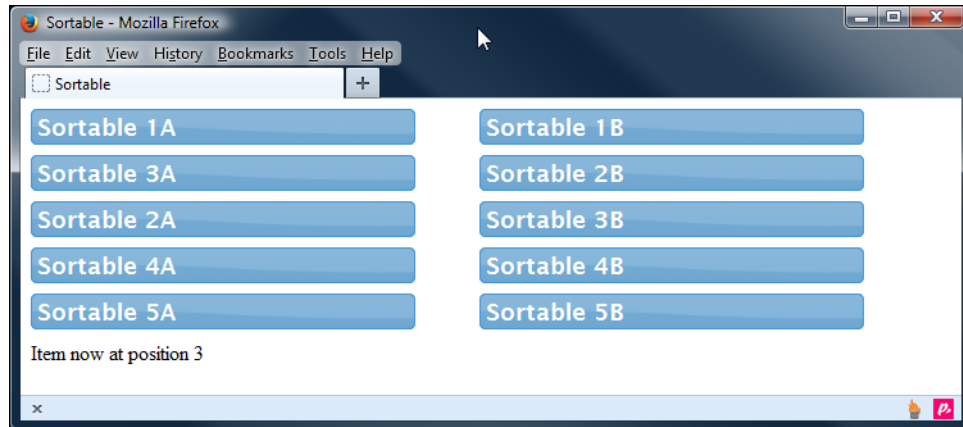 Sortable - Mozilla Firefox
File Edit View History Bookmarks Tools Help
Sortable
Sortable 1A
Sortable 3A
Sortable 2A
Sortable 4A
Sortable 5A
Sortable 1B
Sortable 2B
Sortable 3B
Sortable 4B
Sortable 5B
Item now at position 3